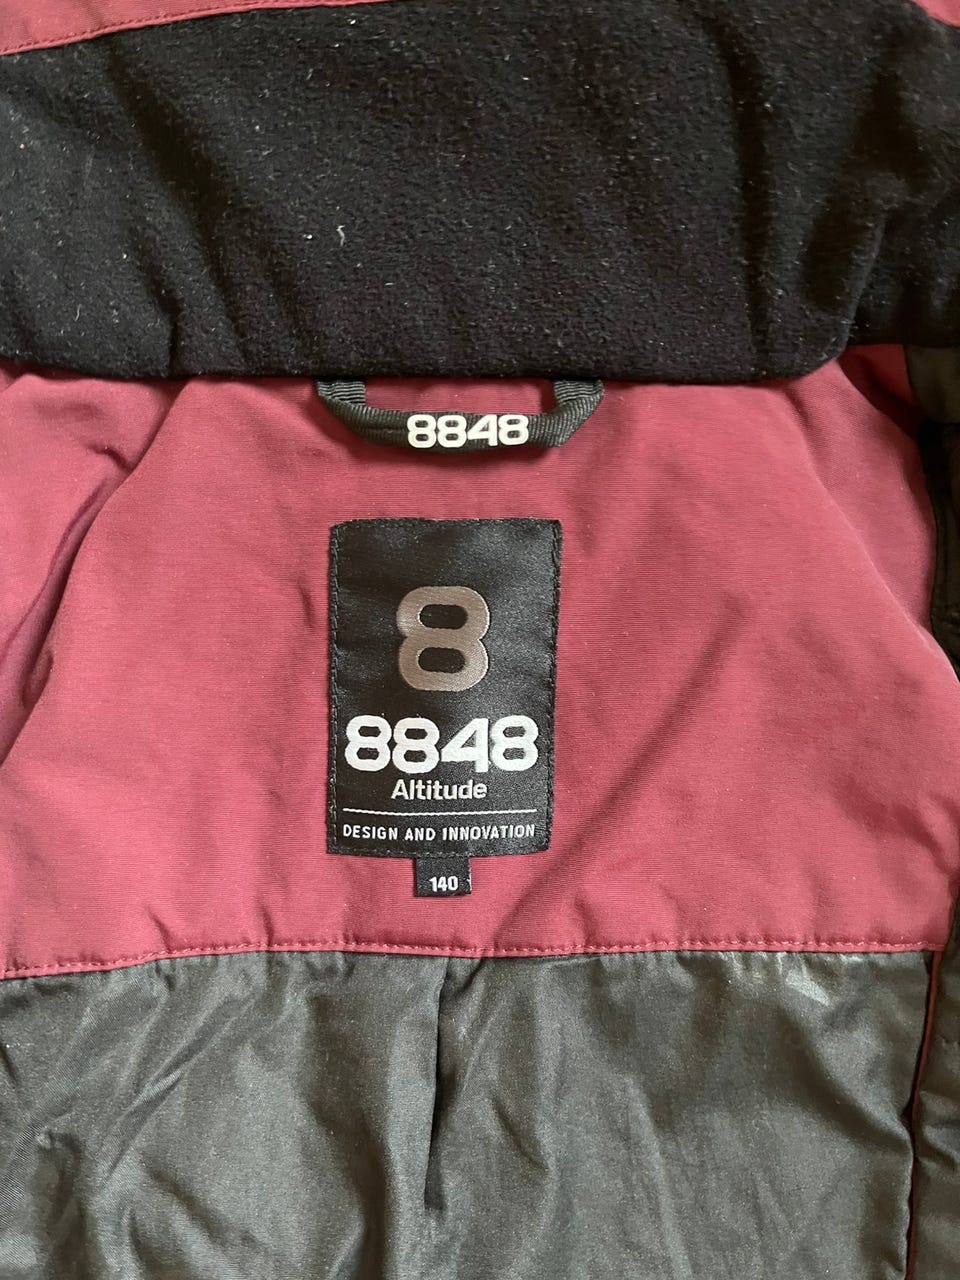 8848
8
8848
Altitude
DESIGN AND INNOVATION
140